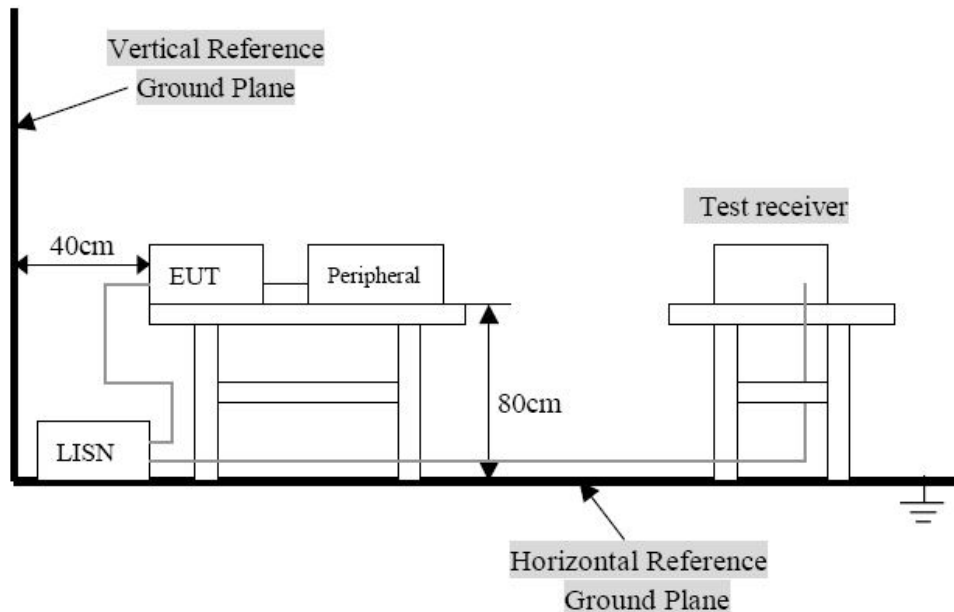 Vertical Reference
Ground Plane
Test receiver
40cm
EUT
Peripheral
80cm
LISN
Horizontal Reference
Ground Plane